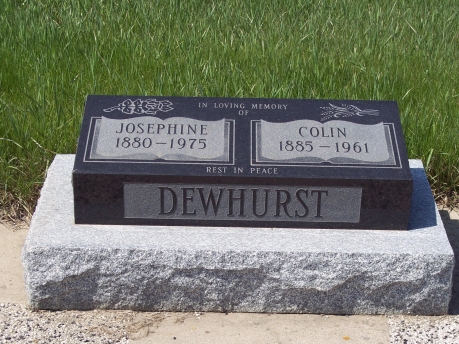 IN LOVING MEMORY
OF
JOSEPHINE
1880 - 1975
COLIN
1885 - 1961
REST IN PEACE
DEWHURST